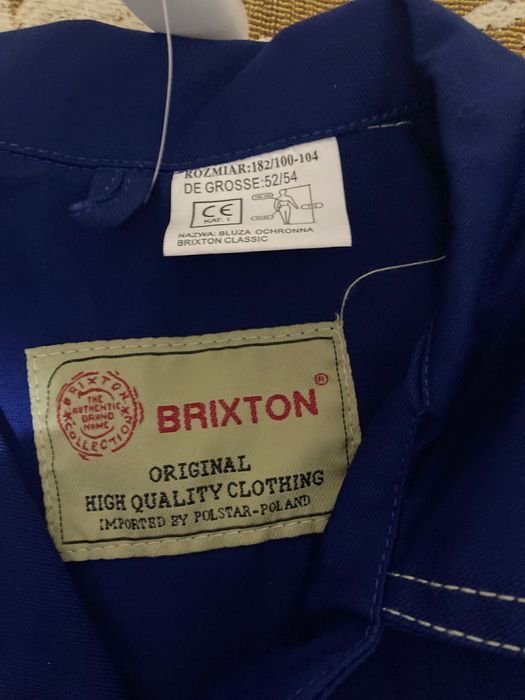 ROZMIAR:182/100-104
DE GROSSE:52/54
CE
KAT. I
NAZWA: BLUZA OCHRONNA
BRIXTON CLASSIC
BRIXTON
THE
AUTHENTIC
BRAND
NAME
COLLECTION
BRIXTON®
ORIGINAL
HIGH QUALITY CLOTHING
IMPORTED BY POLSTAR-POLAND